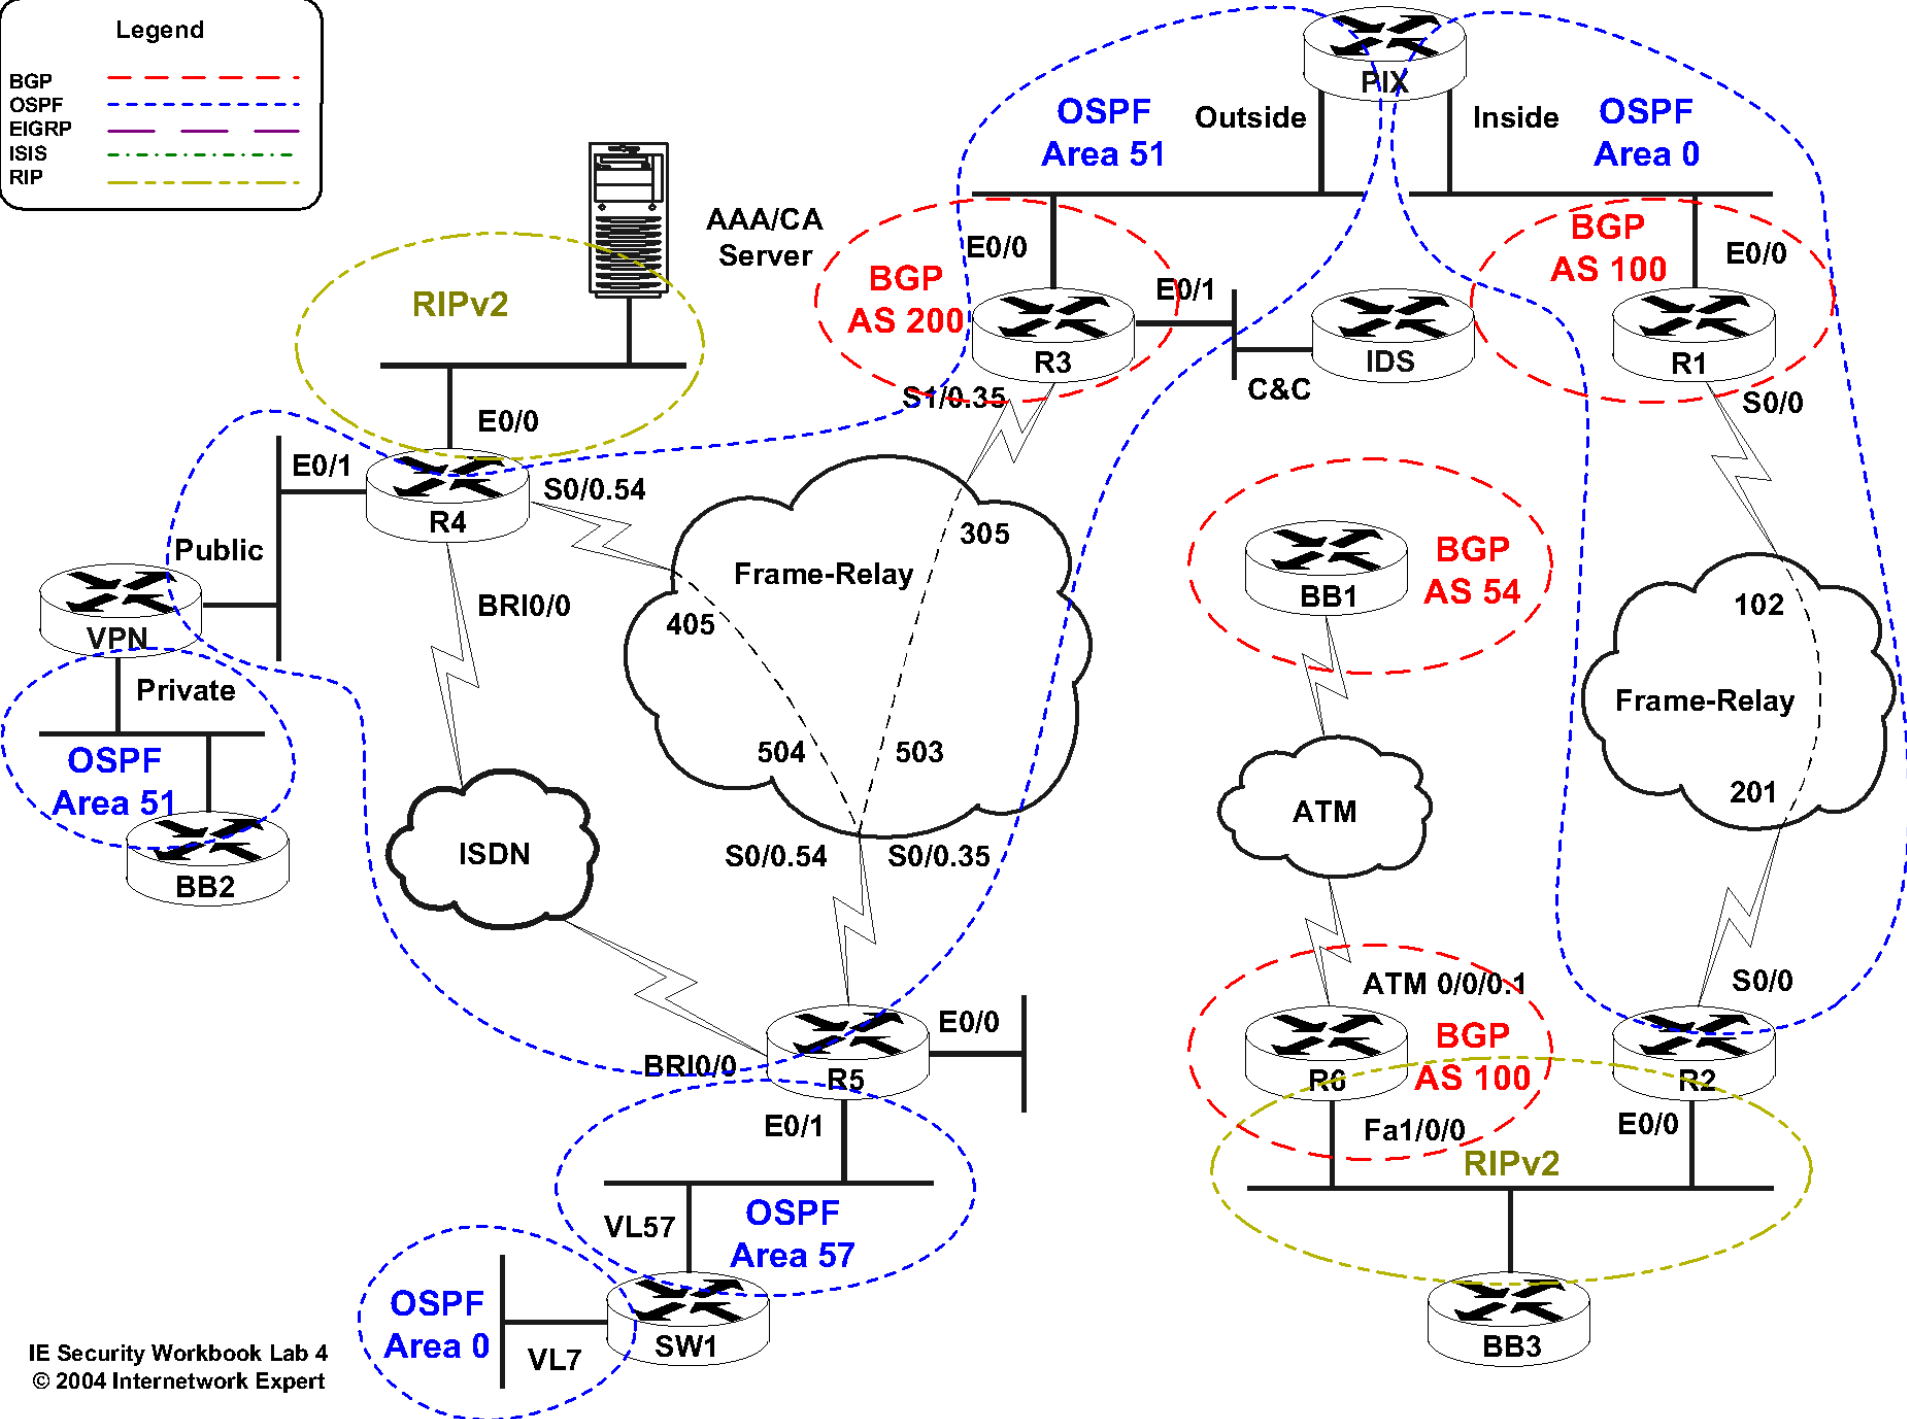 Legend
BGP
OSPF
EIGRP
ISIS
RIP
PIX
Outside
Inside
OSPF
Area 51
OSPF
Area 0
AAA/CA
Server
RIPv2
E0/0
BGP
AS 200
E0/0
E0/1
R3
S1/0.35
IDS
C&C
BGP
AS 100
E0/0
R1
S0/0
E0/1
R4
S0/0.54
Public
VPN
Private
BRI0/0
OSPF
Area 51
BB2
ISDN
Frame-Relay
305
405
504
503
S0/0.54
S0/0.35
BB1
BGP
AS 54
ATM
102
Frame-Relay
201
ATM 0/0/0.1
S0/0
BGP
AS 100
R6
R2
Fa1/0/0
E0/0
RIPv2
BB3
BRI0/0
R5
E0/0
E0/1
VL57
OSPF
Area 57
OSPF
Area 0
VL7
SW1
IE Security Workbook Lab 4
© 2004 Internetwork Expert